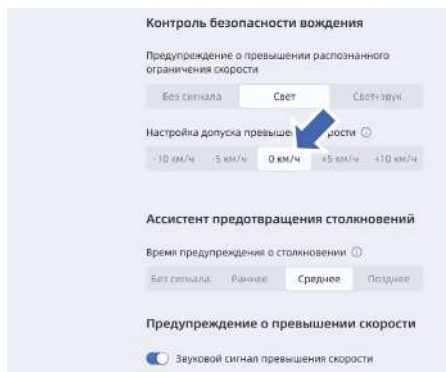 Контроль безопасности вождения
Предупреждение о превышении распознанного
ограничения скорости
Без сигнала Свет Свет+звук
Настройка допуска превышения скорости
-10 км/ч -5 км/ч 0 км/ч +5 км/ч +10 км/ч
Ассистент предотвращения столкновений
Время предупреждения о столкновении
Без сигнала Раннее Среднее Позднее
Предупреждение о превышении скорости
Звуковой сигнал превышения скорости